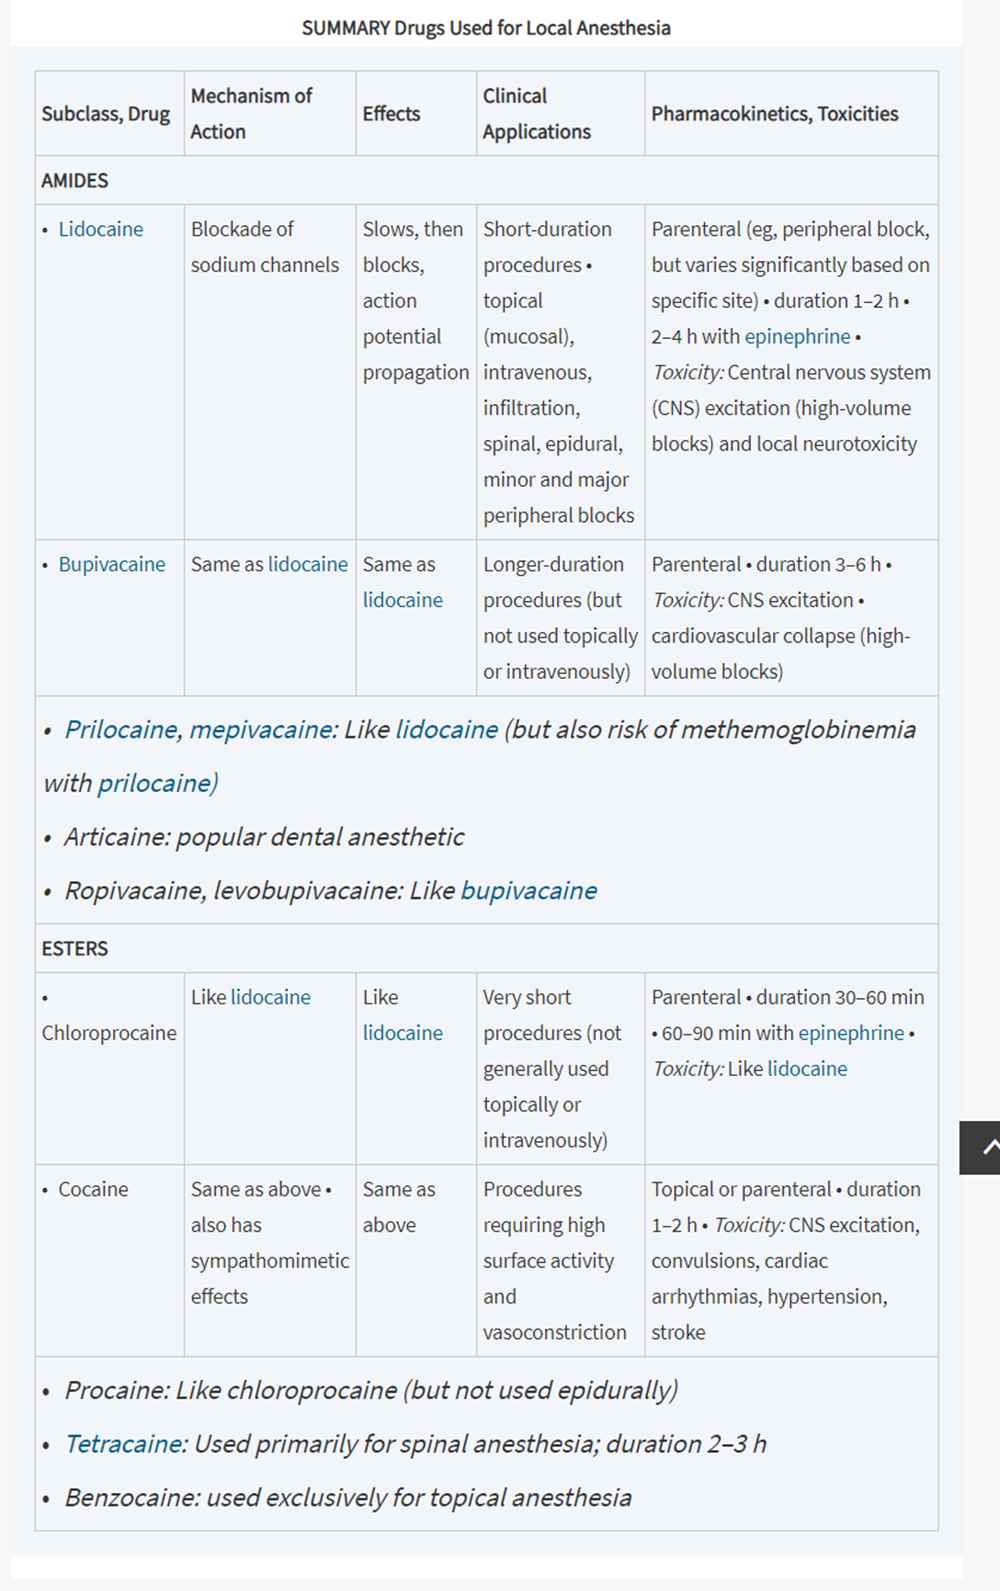 SUMMARY Drugs Used for Local Anesthesia
Subclass, Drug
Mechanism of
Action
Effects
Clinical
Applications
Pharmacokinetics, Toxicities
AMIDES
• Lidocaine
Blockade of
sodium channels
Slows, then
blocks,
action
potential
propagation
Short-duration
procedures •
topical
(mucosal),
intravenous,
infiltration,
spinal, epidural,
minor and major
peripheral blocks
Parenteral (eg, peripheral block,
but varies significantly based on
specific site) • duration 1–2 h •
2–4 h with epinephrine •
Toxicity: Central nervous system
(CNS) excitation (high-volume
blocks) and local neurotoxicity
• Bupivacaine
Same as lidocaine
Same as
lidocaine
Longer-duration
procedures (but
not used topically
or intravenously)
Parenteral • duration 3–6 h •
Toxicity: CNS excitation •
cardiovascular collapse (high-
volume blocks)
• Prilocaine, mepivacaine: Like lidocaine (but also risk of methemoglobinemia
with prilocaine)
• Articaine: popular dental anesthetic
• Ropivacaine, levobupivacaine: Like bupivacaine
ESTERS
•
Chloroprocaine
Like lidocaine
Like
lidocaine
Very short
procedures (not
generally used
topically or
intravenously)
Parenteral • duration 30–60 min
• 60–90 min with epinephrine •
Toxicity: Like lidocaine
• Cocaine
Same as above •
also has
sympathomimetic
effects
Same as
above
Procedures
requiring high
surface activity
and
vasoconstriction
Topical or parenteral • duration
1–2 h • Toxicity: CNS excitation,
convulsions, cardiac
arrhythmias, hypertension,
stroke
• Procaine: Like chloroprocaine (but not used epidurally)
• Tetracaine: Used primarily for spinal anesthesia; duration 2–3 h
• Benzocaine: used exclusively for topical anesthesia